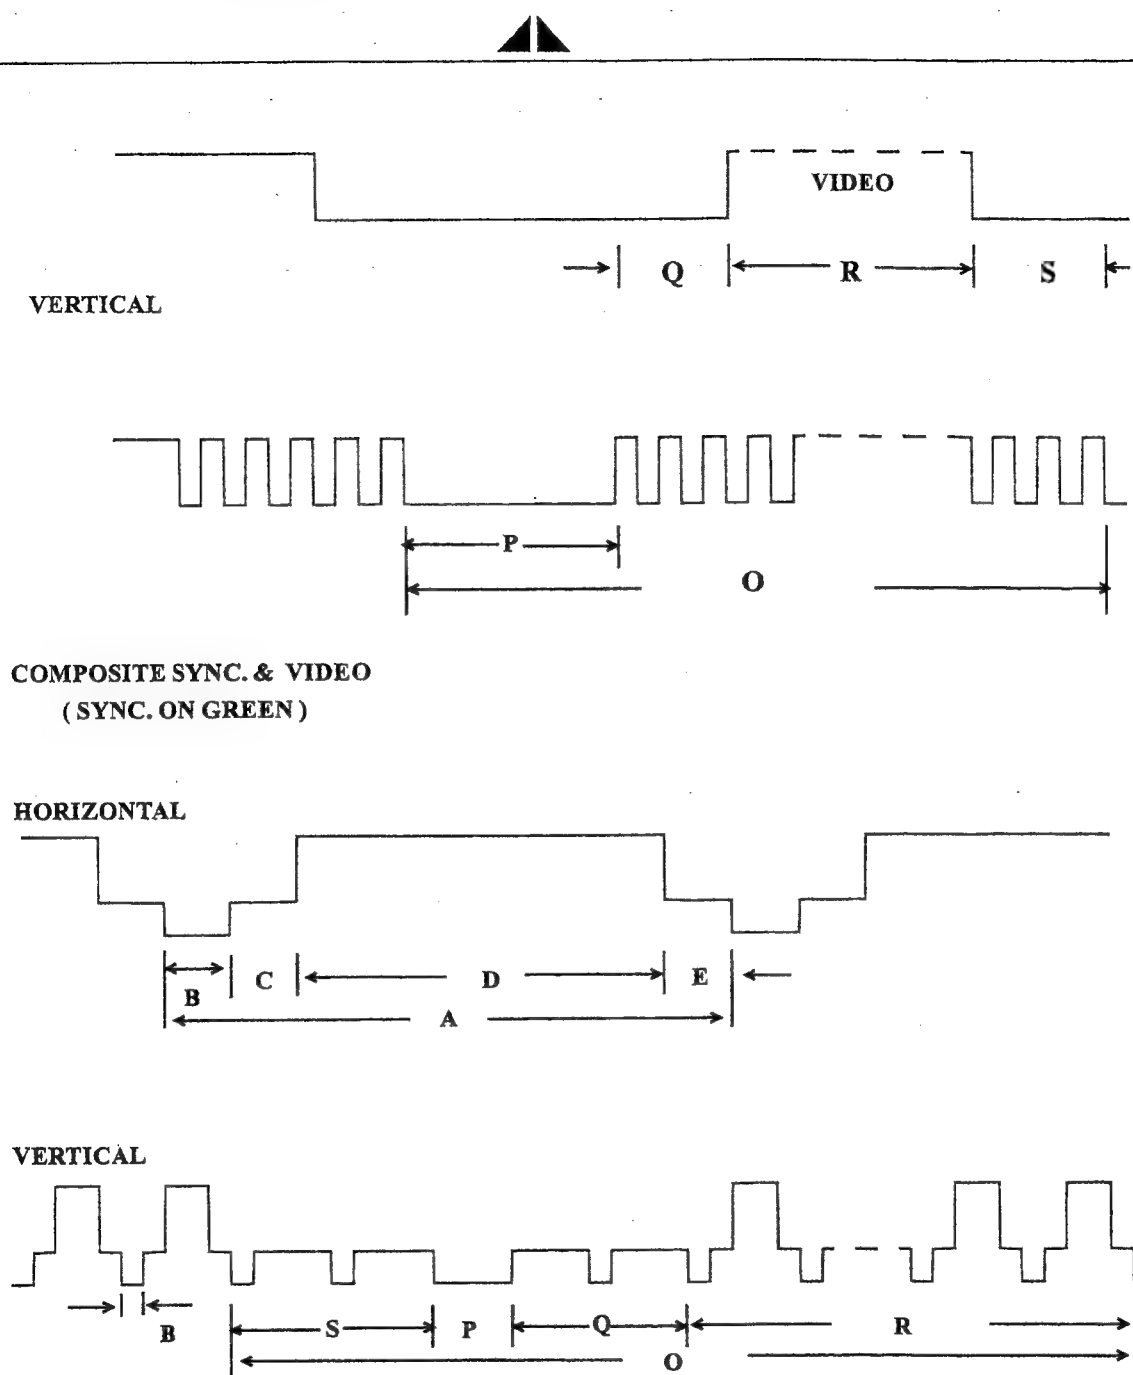 VIDEO
Q R S
VERTICAL
P
O
COMPOSITE SYNC. & VIDEO
( SYNC. ON GREEN )
HORIZONTAL
B C D E
A
VERTICAL
B S P Q R
O